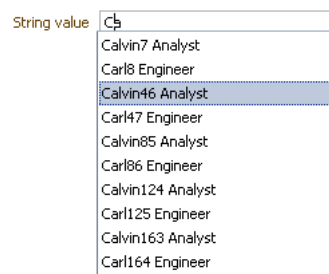 String value Ca
Calvin7 Analyst
Carl8 Engineer
Calvin46 Analyst
Carl47 Engineer
Calvin85 Analyst
Carl86 Engineer
Calvin124 Analyst
Carl125 Engineer
Calvin163 Analyst
Carl164 Engineer